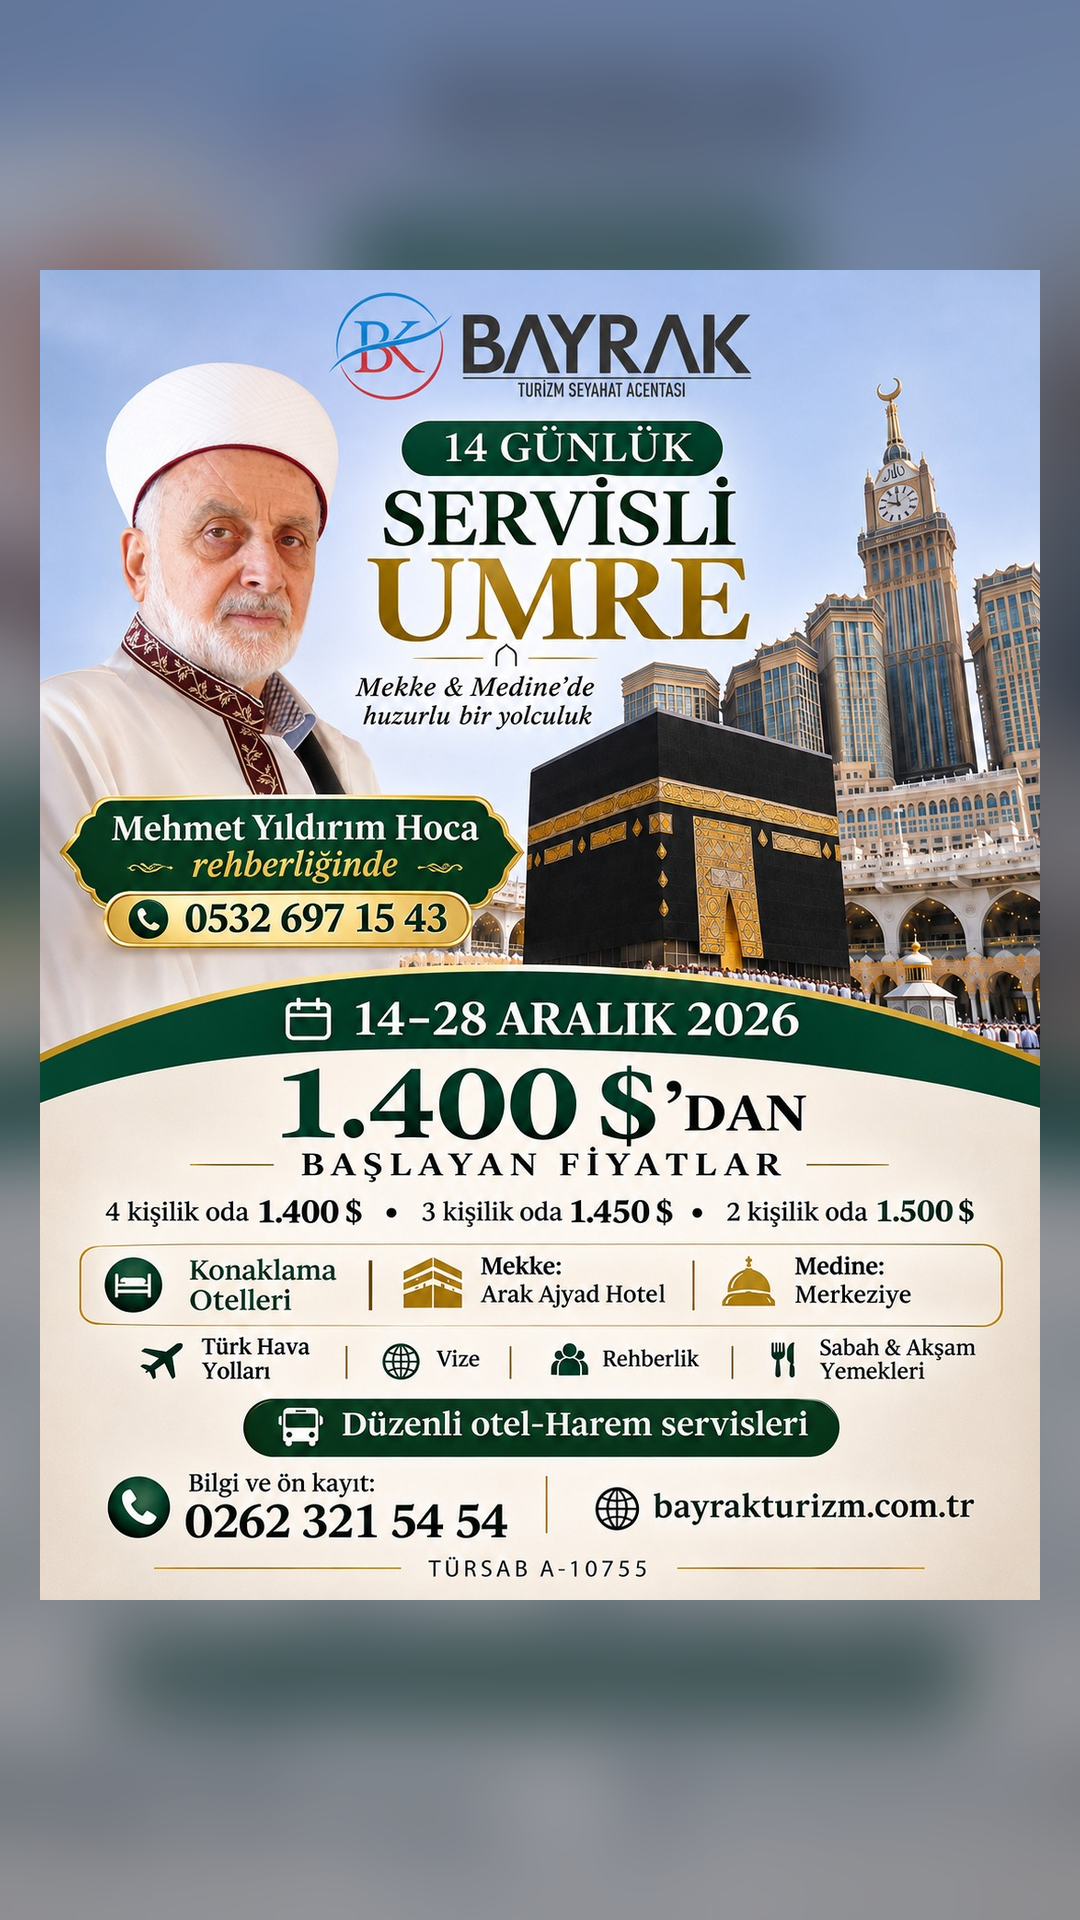 BK BAYRAK
TURİZM SEYAHAT ACENTASI
14 GÜNLÜK
SERVİSLİ
UMRE
Mekke & Medine’de
huzurlu bir yolculuk
Mehmet Yıldırım Hoca
rehberliğinde
0532 697 15 43
14-28 ARALIK 2026
1.400 $’DAN
BAŞLAYAN FİYATLAR
4 kişilik oda 1.400 $ • 3 kişilik oda 1.450 $ • 2 kişilik oda 1.500 $
Konaklama
Otelleri
Mekke:
Arak Ajyad Hotel
Medine:
Merkeziye
Türk Hava
Yolları
Vize
Rehberlik
Sabah & Akşam
Yemekleri
Düzenli otel-Harem servisleri
Bilgi ve ön kayıt:
0262 321 54 54
bayrakturizm.com.tr
TÜRSAB A-10755